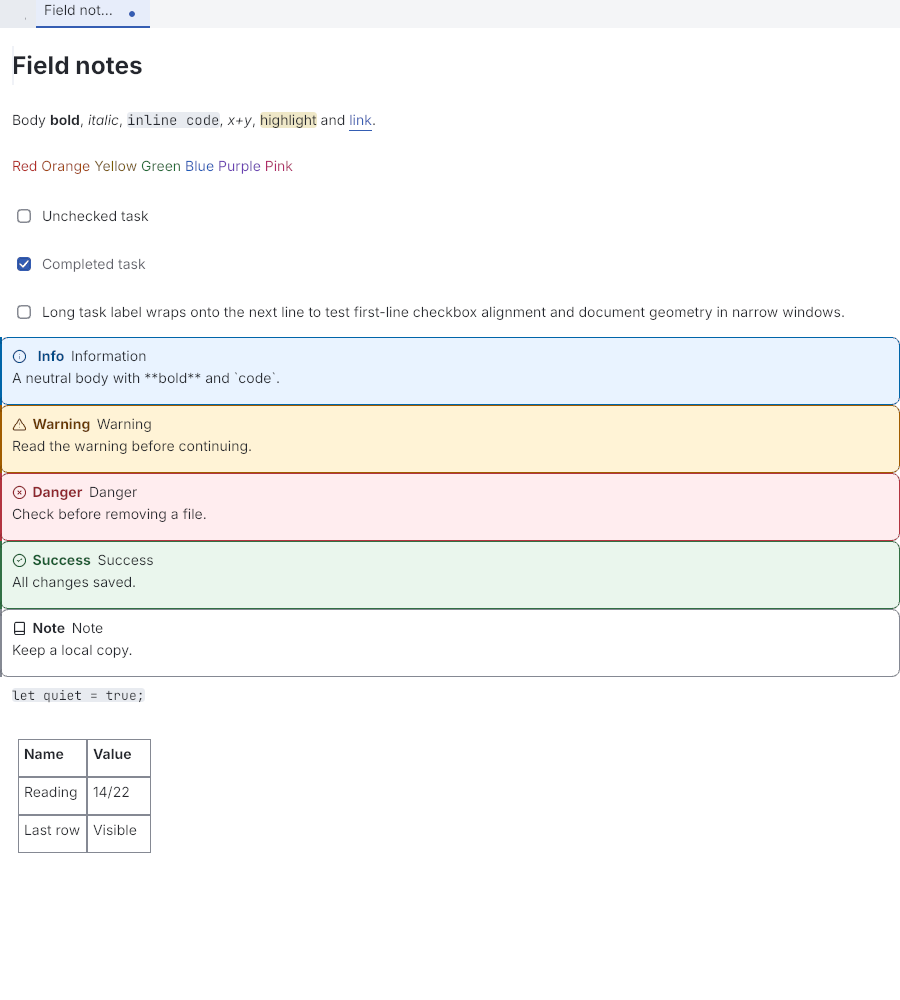 Field not...
Field notes
Body bold, italic, inline code, x+y, highlight and link.
Red Orange Yellow Green Blue Purple Pink
Unchecked task
Completed task
Long task label wraps onto the next line to test first-line checkbox alignment and document geometry in narrow windows.
Info Information
A neutral body with **bold** and `code`.
Warning Warning
Read the warning before continuing.
Danger Danger
Check before removing a file.
Success Success
All changes saved.
Note Note
Keep a local copy.
let quiet = true;
Name Value
Reading 14/22
Last row Visible